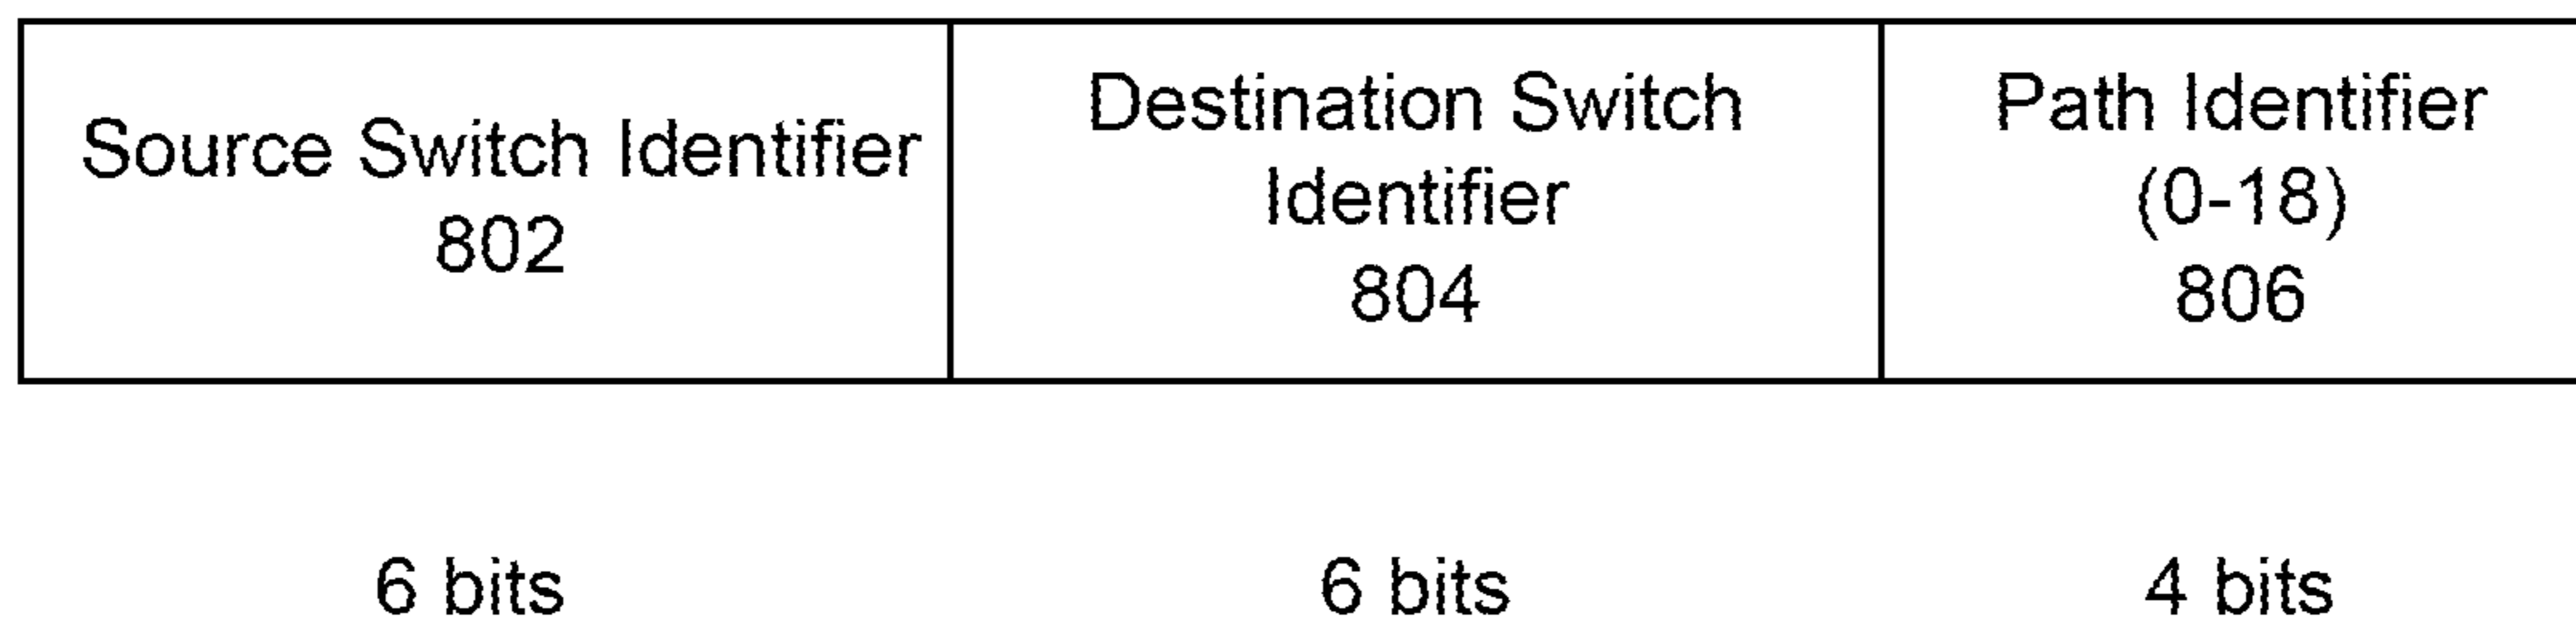 Source Switch Identifier
802
Destination Switch
Identifier
804
Path Identifier
(0-18)
806
6 bits
6 bits
4 bits